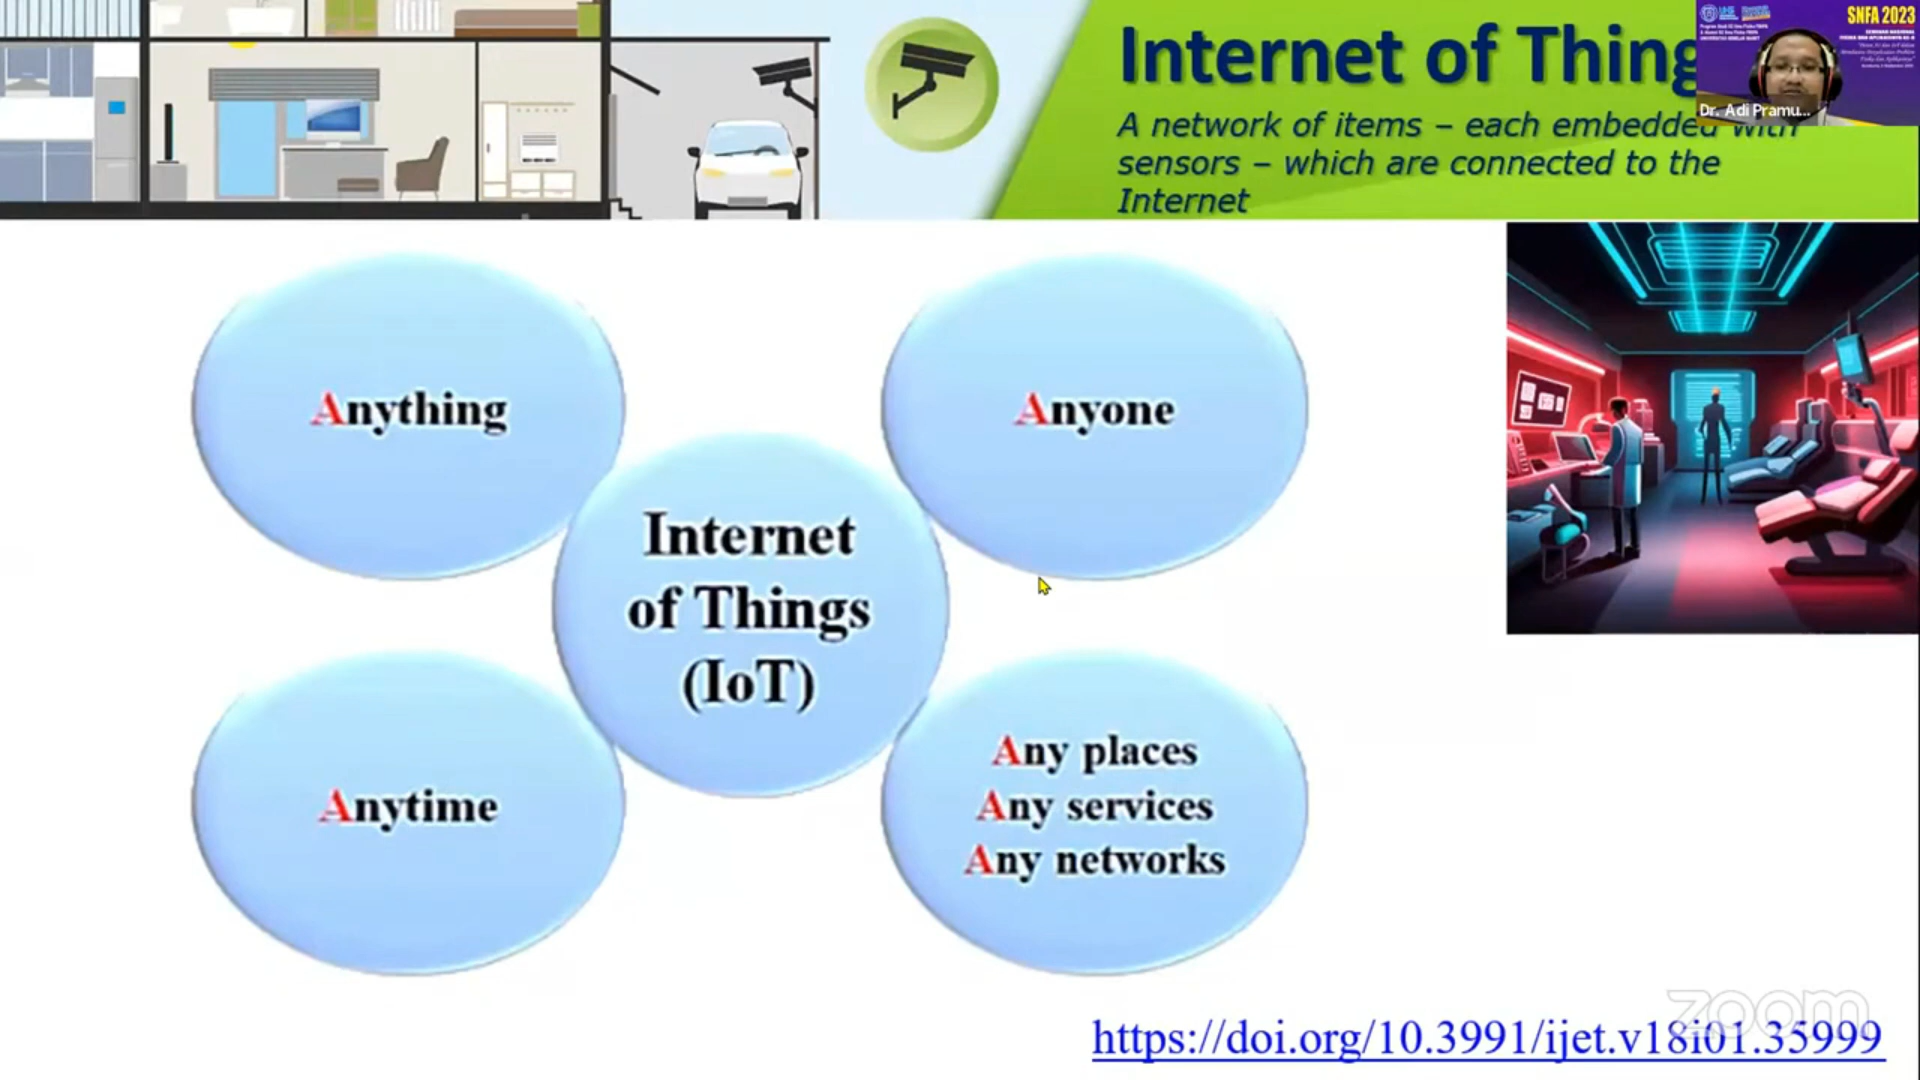 Internet of Thing
A network of items – each embedded with
sensors – which are connected to the
Internet
SNFA 2023
Dr. Adi Pramu...
Anything
Anyone
Internet
of Things
(IoT)
Anytime
Any places
Any services
Any networks
zoom
https://doi.org/10.3991/ijet.v18i01.35999